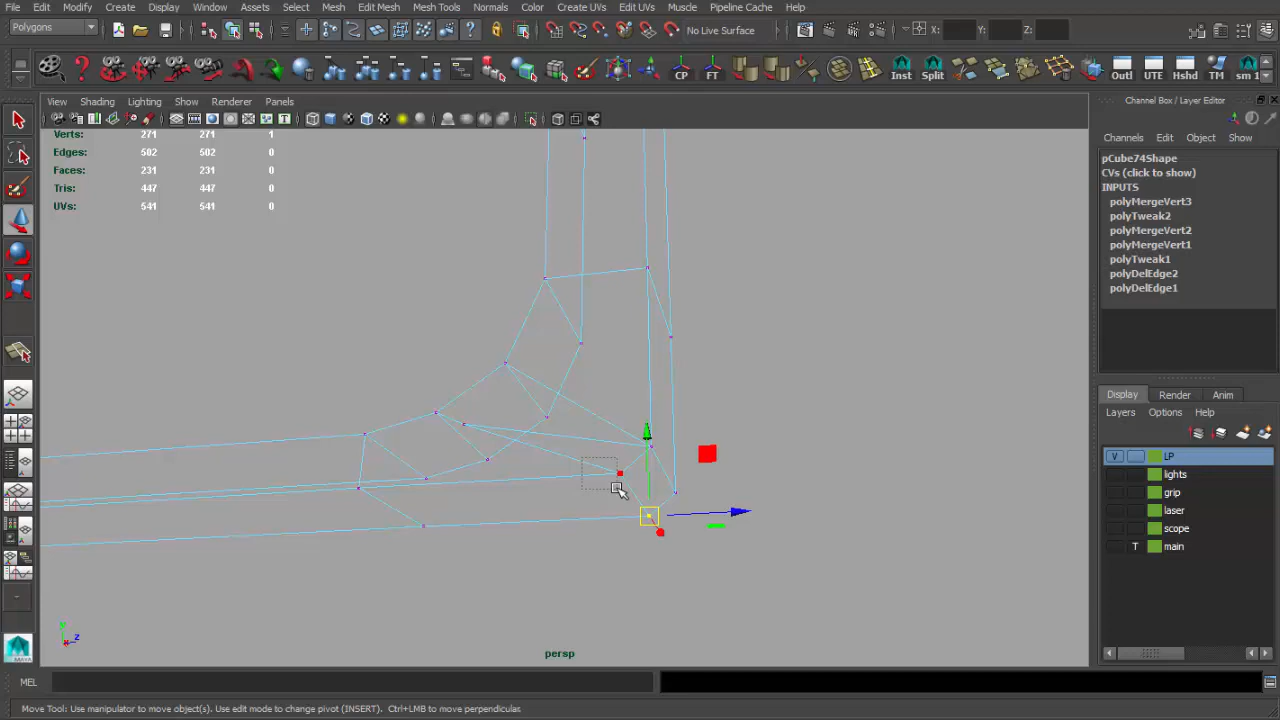 File Edit Modify Create Display Window Assets Select Mesh Edit Mesh Mesh Tools Normals Color Create UVs Edit UVs Muscle Pipeline Cache Help
Polygons
No Live Surface
X:
Y:
Z:
CP
FT
Inst
Split
Outl
UTE
Hshd
TM
sm 1
View Shading Lighting Show Renderer Panels
Channel Box / Layer Editor
Channels Edit Object Show
Verts: 271 271 1
Edges: 502 502 0
Faces: 231 231 0
Tris: 447 447 0
UVs: 541 541 0
pCube74Shape
CVs (click to show)
INPUTS
polyMergeVert3
polyTweak2
polyMergeVert2
polyMergeVert1
polyTweak1
polyDelEdge2
polyDelEdge1
Display Render Anim
Layers Options Help
V LP
lights
grip
laser
scope
T main
y
z
x
persp
MEL
Move Tool: Use manipulator to move object(s). Use edit mode to change pivot (INSERT). Ctrl+LMB to move perpendicular.